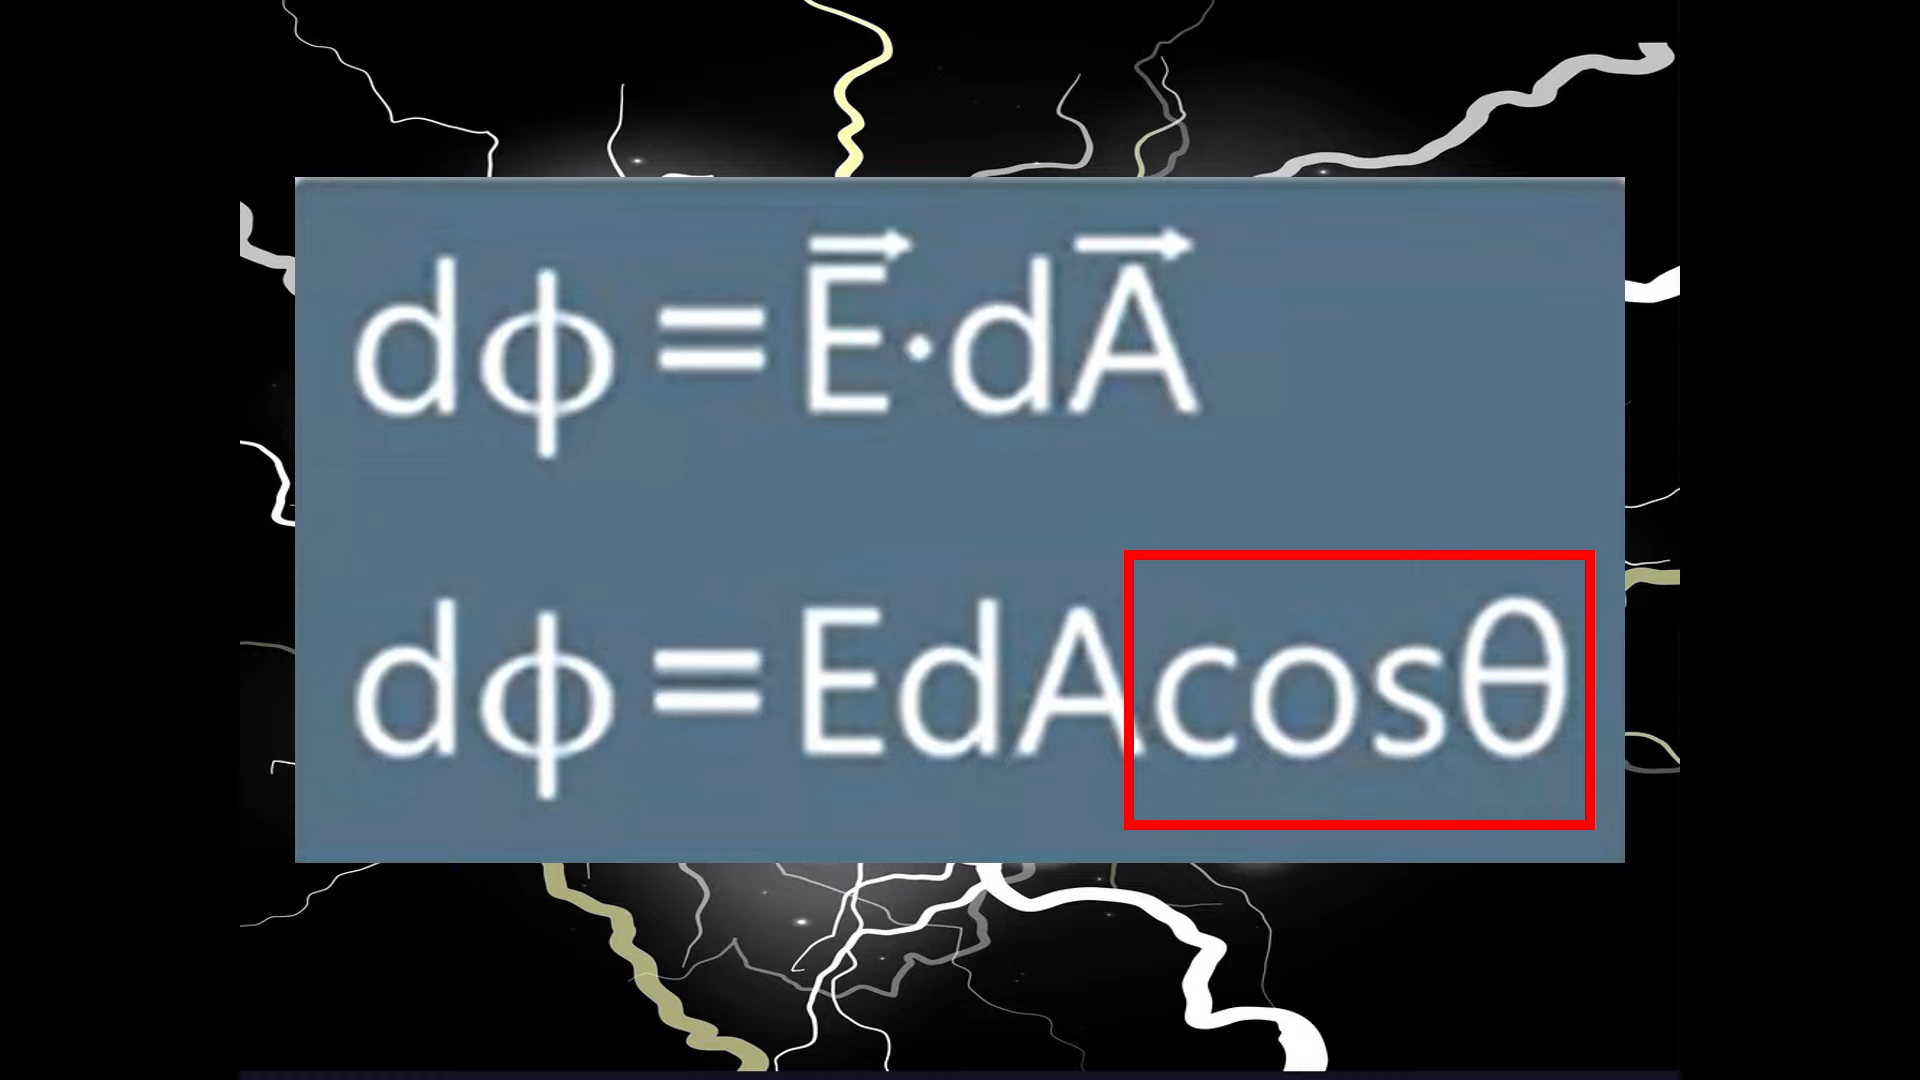 dϕ = E⃗·dA⃗
dϕ = EdAcosθ